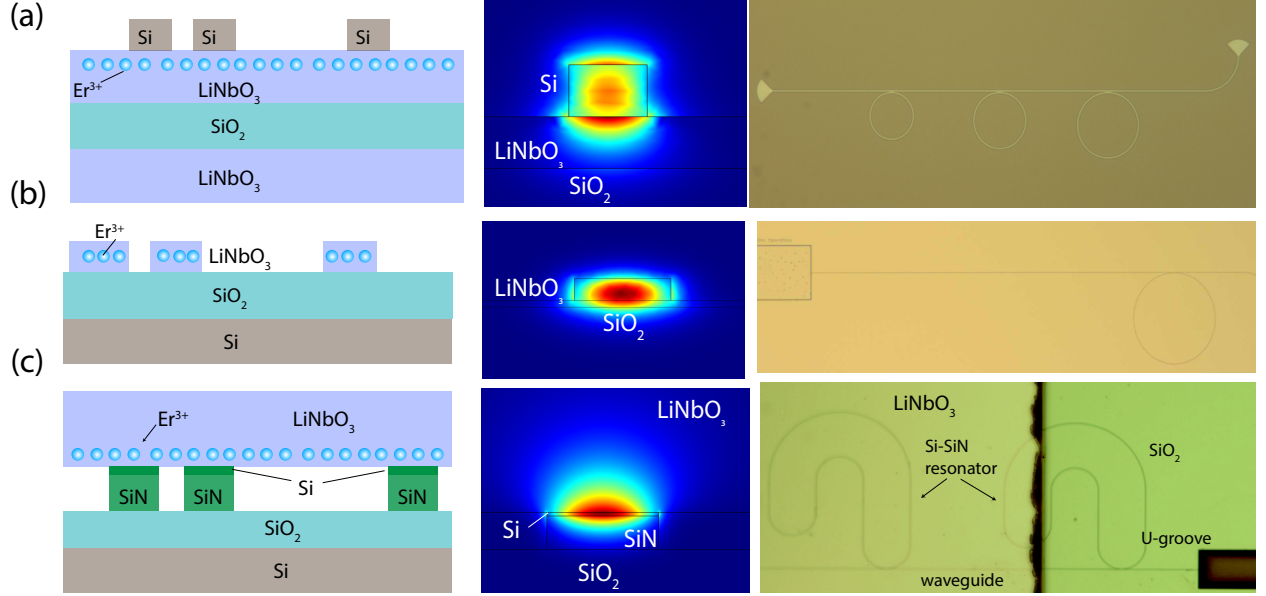 (a)
Si
Si
Si
Er³⁺
LiNbO₃
SiO₂
LiNbO₃
Si
LiNbO₃
SiO₂
(b)
Er³⁺
LiNbO₃
SiO₂
Si
LiNbO₃
SiO₂
(c)
Er³⁺
LiNbO₃
SiN
SiN
Si
SiN
SiO₂
Si
LiNbO₃
Si
SiN
SiO₂
LiNbO₃
Si-SiN
resonator
SiO₂
U-groove
waveguide